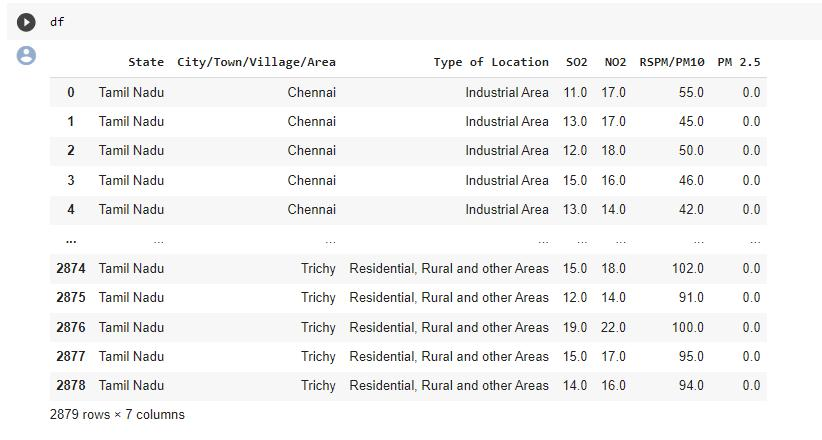 df
State City/Town/Village/Area Type of Location SO2 NO2 RSPM/PM10 PM 2.5
0 Tamil Nadu Chennai Industrial Area 11.0 17.0 55.0 0.0
1 Tamil Nadu Chennai Industrial Area 13.0 17.0 45.0 0.0
2 Tamil Nadu Chennai Industrial Area 12.0 18.0 50.0 0.0
3 Tamil Nadu Chennai Industrial Area 15.0 16.0 46.0 0.0
4 Tamil Nadu Chennai Industrial Area 13.0 14.0 42.0 0.0
... ... ... ... ... ... ... ...
2874 Tamil Nadu Trichy Residential, Rural and other Areas 15.0 18.0 102.0 0.0
2875 Tamil Nadu Trichy Residential, Rural and other Areas 12.0 14.0 91.0 0.0
2876 Tamil Nadu Trichy Residential, Rural and other Areas 19.0 22.0 100.0 0.0
2877 Tamil Nadu Trichy Residential, Rural and other Areas 15.0 17.0 95.0 0.0
2878 Tamil Nadu Trichy Residential, Rural and other Areas 14.0 16.0 94.0 0.0
2879 rows × 7 columns